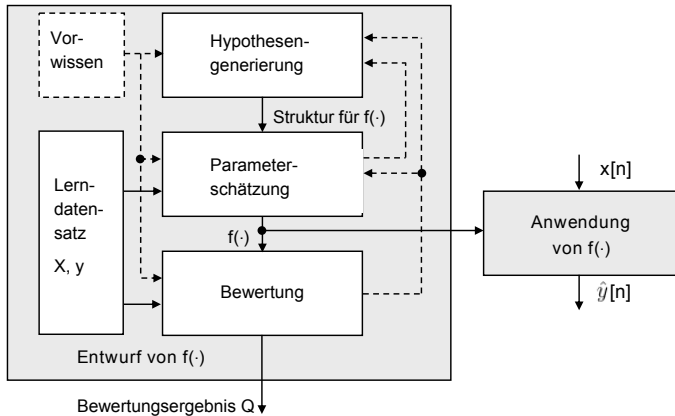 Vor-
wissen
Hypothesen-
generierung
Struktur für f(·)
Lern-
daten-
satz
X, y
Parameter-
schätzung
f(·)
Bewertung
Entwurf von f(·)
Bewertungsergebnis Q
x[n]
Anwendung
von f(·)
ŷ[n]